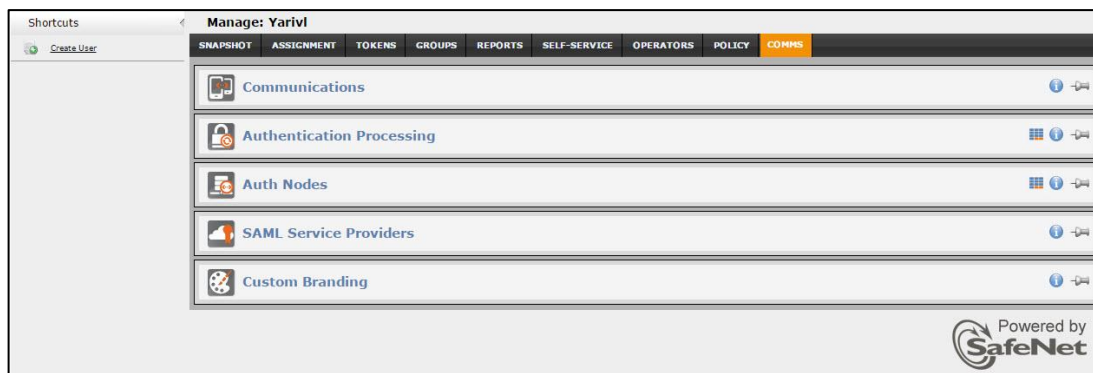 Shortcuts
Create User
Manage: Yarivl
SNAPSHOT ASSIGNMENT TOKENS GROUPS REPORTS SELF-SERVICE OPERATORS POLICY COMMS
Communications
Authentication Processing
Auth Nodes
SAML Service Providers
Custom Branding
Powered by
SafeNet